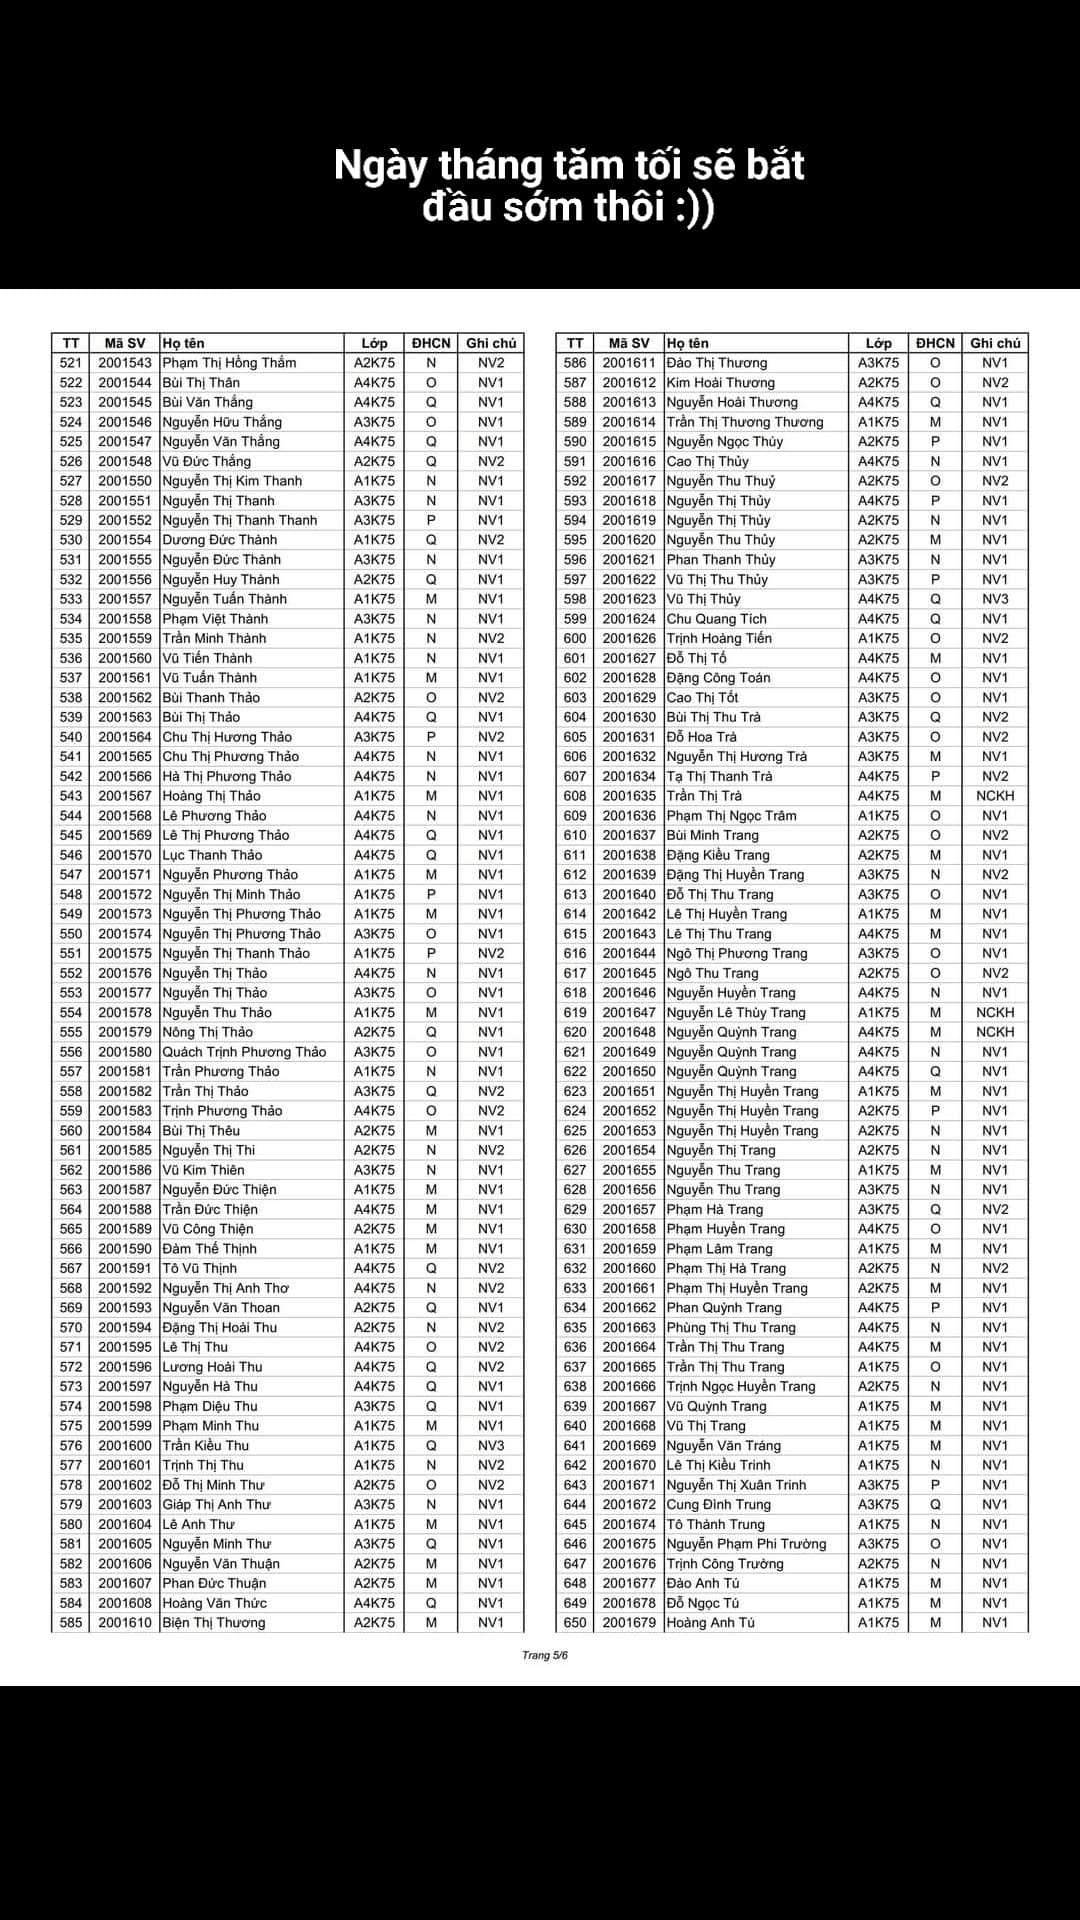 Ngày tháng tăm tối sẽ bắt
đầu sớm thôi :))
TT Mã SV Họ tên Lớp ĐHCN Ghi chú
521 2001543 Phạm Thị Hồng Thắm A2K75 N NV2
522 2001544 Bùi Thị Thân A4K75 O NV1
523 2001545 Bùi Văn Thắng A4K75 Q NV1
524 2001546 Nguyễn Hữu Thắng A3K75 O NV1
525 2001547 Nguyễn Văn Thắng A4K75 Q NV1
526 2001548 Vũ Đức Thắng A2K75 Q NV2
527 2001550 Nguyễn Thị Kim Thanh A1K75 N NV1
528 2001551 Nguyễn Thị Thanh A3K75 N NV1
529 2001552 Nguyễn Thị Thanh Thanh A3K75 P NV1
530 2001554 Dương Đức Thành A1K75 Q NV2
531 2001555 Nguyễn Đức Thành A3K75 N NV1
532 2001556 Nguyễn Huy Thành A2K75 Q NV1
533 2001557 Nguyễn Tuấn Thành A1K75 M NV1
534 2001558 Phạm Việt Thành A3K75 N NV1
535 2001559 Trần Minh Thành A1K75 N NV2
536 2001560 Vũ Tiến Thành A1K75 N NV1
537 2001561 Vũ Tuấn Thành A1K75 M NV1
538 2001562 Bùi Thanh Thảo A2K75 O NV2
539 2001563 Bùi Thị Thảo A4K75 Q NV1
540 2001564 Chu Thị Hương Thảo A3K75 P NV2
541 2001565 Chu Thị Phương Thảo A4K75 N NV1
542 2001566 Hà Thị Phương Thảo A4K75 N NV1
543 2001567 Hoàng Thị Thảo A1K75 M NV1
544 2001568 Lê Phương Thảo A4K75 N NV1
545 2001569 Lê Thị Phương Thảo A4K75 Q NV1
546 2001570 Lục Thanh Thảo A4K75 Q NV1
547 2001571 Nguyễn Phương Thảo A1K75 M NV1
548 2001572 Nguyễn Thị Minh Thảo A1K75 P NV1
549 2001573 Nguyễn Thị Phương Thảo A1K75 M NV1
550 2001574 Nguyễn Thị Phương Thảo A3K75 O NV1
551 2001575 Nguyễn Thị Thanh Thảo A1K75 P NV2
552 2001576 Nguyễn Thị Thảo A4K75 N NV1
553 2001577 Nguyễn Thị Thảo A3K75 O NV1
554 2001578 Nguyễn Thu Thảo A1K75 M NV1
555 2001579 Nông Thị Thảo A2K75 Q NV1
556 2001580 Quách Trịnh Phương Thảo A3K75 O NV1
557 2001581 Trần Phương Thảo A1K75 N NV1
558 2001582 Trần Thị Thảo A3K75 Q NV2
559 2001583 Trịnh Phương Thảo A4K75 O NV2
560 2001584 Bùi Thị Thêu A2K75 M NV1
561 2001585 Nguyễn Thị Thi A2K75 N NV2
562 2001586 Vũ Kim Thiên A3K75 N NV1
563 2001587 Nguyễn Đức Thiện A1K75 M NV1
564 2001588 Trần Đức Thiện A4K75 M NV1
565 2001589 Vũ Công Thiện A2K75 M NV1
566 2001590 Đàm Thế Thịnh A1K75 M NV1
567 2001591 Tô Vũ Thịnh A4K75 Q NV2
568 2001592 Nguyễn Thị Anh Thơ A4K75 N NV2
569 2001593 Nguyễn Văn Thoan A2K75 Q NV1
570 2001594 Đặng Thị Hoài Thu A2K75 N NV2
571 2001595 Lê Thị Thu A4K75 O NV2
572 2001596 Lương Hoài Thu A4K75 Q NV2
573 2001597 Nguyễn Hà Thu A4K75 Q NV1
574 2001598 Phạm Diệu Thu A3K75 Q NV1
575 2001599 Phạm Minh Thu A1K75 M NV1
576 2001600 Trần Kiều Thu A1K75 Q NV3
577 2001601 Trịnh Thị Thu A1K75 N NV2
578 2001602 Đỗ Thị Minh Thư A2K75 O NV2
579 2001603 Giáp Thị Anh Thư A3K75 N NV1
580 2001604 Lê Anh Thư A1K75 M NV1
581 2001605 Nguyễn Minh Thư A3K75 Q NV1
582 2001606 Nguyễn Văn Thuận A2K75 M NV1
583 2001607 Phan Đức Thuận A2K75 M NV1
584 2001608 Hoàng Văn Thức A4K75 Q NV1
585 2001610 Biện Thị Thương A2K75 M NV1
TT Mã SV Họ tên Lớp ĐHCN Ghi chú
586 2001611 Đào Thị Thương A3K75 O NV1
587 2001612 Kim Hoài Thương A2K75 O NV2
588 2001613 Nguyễn Hoài Thương A4K75 Q NV1
589 2001614 Trần Thị Thương Thương A1K75 M NV1
590 2001615 Nguyễn Ngọc Thúy A2K75 P NV1
591 2001616 Cao Thị Thủy A4K75 N NV1
592 2001617 Nguyễn Thu Thuỷ A2K75 O NV2
593 2001618 Nguyễn Thị Thủy A4K75 P NV1
594 2001619 Nguyễn Thị Thủy A2K75 N NV1
595 2001620 Nguyễn Thu Thủy A2K75 M NV1
596 2001621 Phan Thanh Thủy A3K75 N NV1
597 2001622 Vũ Thị Thu Thủy A3K75 P NV1
598 2001623 Vũ Thị Thủy A4K75 Q NV3
599 2001624 Chu Quang Tích A4K75 Q NV1
600 2001626 Trịnh Hoàng Tiến A1K75 O NV2
601 2001627 Đỗ Thị Tố A4K75 M NV1
602 2001628 Đặng Công Toán A4K75 O NV1
603 2001629 Cao Thị Tốt A3K75 O NV1
604 2001630 Bùi Thị Thu Trà A3K75 Q NV2
605 2001631 Đỗ Hoa Trà A3K75 O NV2
606 2001632 Nguyễn Thị Hương Trà A3K75 M NV1
607 2001634 Tạ Thị Thanh Trà A4K75 P NV2
608 2001635 Trần Thị Trà A4K75 M NCKH
609 2001636 Phạm Thị Ngọc Trâm A1K75 O NV1
610 2001637 Bùi Minh Trang A2K75 O NV2
611 2001638 Đặng Kiều Trang A2K75 M NV1
612 2001639 Đặng Thị Huyền Trang A3K75 N NV2
613 2001640 Đỗ Thị Thu Trang A3K75 O NV1
614 2001642 Lê Thị Huyền Trang A1K75 M NV1
615 2001643 Lê Thị Thu Trang A4K75 M NV1
616 2001644 Ngô Thị Phương Trang A3K75 O NV1
617 2001645 Ngô Thu Trang A2K75 O NV2
618 2001646 Nguyễn Huyền Trang A4K75 N NV1
619 2001647 Nguyễn Lê Thùy Trang A1K75 M NCKH
620 2001648 Nguyễn Quỳnh Trang A4K75 M NCKH
621 2001649 Nguyễn Quỳnh Trang A4K75 N NV1
622 2001650 Nguyễn Quỳnh Trang A4K75 Q NV1
623 2001651 Nguyễn Thị Huyền Trang A1K75 M NV1
624 2001652 Nguyễn Thị Huyền Trang A2K75 P NV1
625 2001653 Nguyễn Thị Huyền Trang A2K75 N NV1
626 2001654 Nguyễn Thị Trang A2K75 N NV1
627 2001655 Nguyễn Thu Trang A1K75 M NV1
628 2001656 Nguyễn Thu Trang A3K75 N NV1
629 2001657 Phạm Hà Trang A3K75 Q NV2
630 2001658 Phạm Huyền Trang A4K75 O NV1
631 2001659 Phạm Lâm Trang A1K75 M NV1
632 2001660 Phạm Thị Hà Trang A2K75 N NV2
633 2001661 Phạm Thị Huyền Trang A2K75 M NV1
634 2001662 Phan Quỳnh Trang A4K75 P NV1
635 2001663 Phùng Thị Thu Trang A4K75 N NV1
636 2001664 Trần Thị Thu Trang A4K75 M NV1
637 2001665 Trần Thị Thu Trang A1K75 O NV1
638 2001666 Trịnh Ngọc Huyền Trang A2K75 N NV1
639 2001667 Vũ Quỳnh Trang A1K75 M NV1
640 2001668 Vũ Thị Trang A1K75 M NV1
641 2001669 Nguyễn Văn Tráng A1K75 M NV1
642 2001670 Lê Thị Kiều Trinh A1K75 N NV1
643 2001671 Nguyễn Thị Xuân Trinh A3K75 P NV1
644 2001672 Cung Đình Trung A3K75 Q NV1
645 2001674 Tô Thành Trung A1K75 N NV1
646 2001675 Nguyễn Phạm Phi Trường A3K75 O NV1
647 2001676 Trịnh Công Trường A2K75 N NV1
648 2001677 Đào Anh Tú A1K75 M NV1
649 2001678 Đỗ Ngọc Tú A1K75 M NV1
650 2001679 Hoàng Anh Tú A1K75 M NV1
Trang 5/6